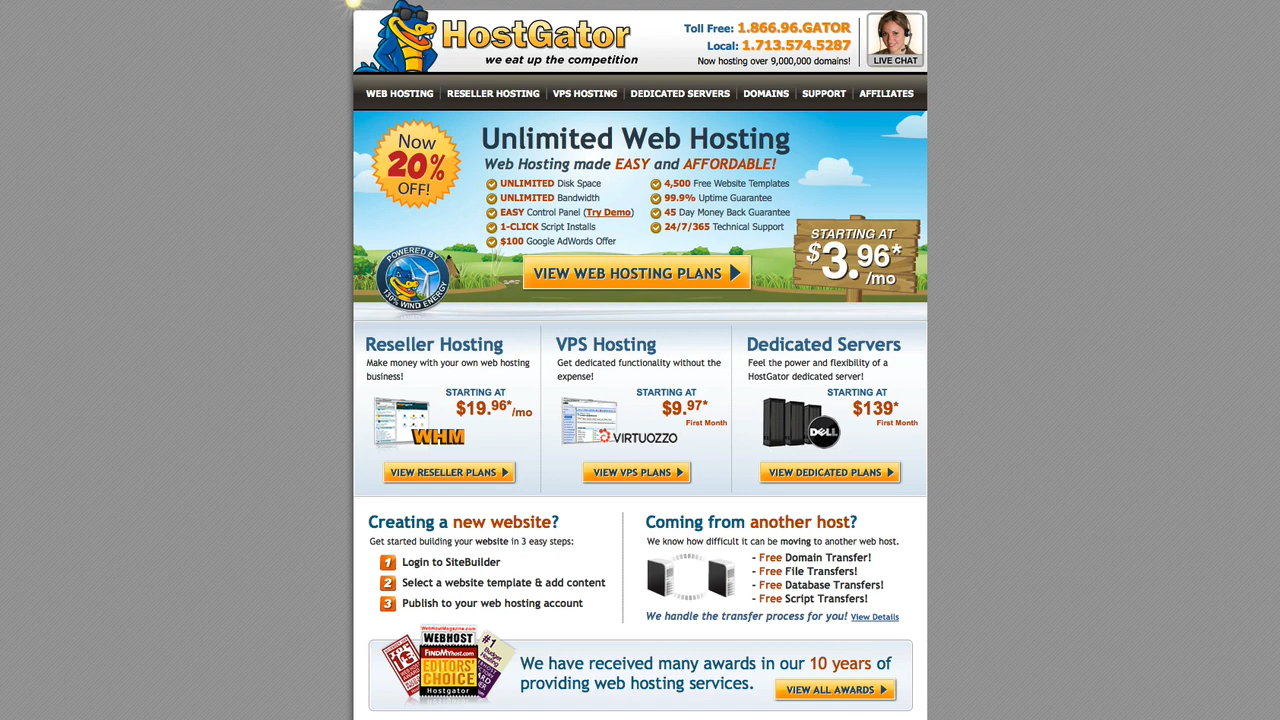 HostGator
we eat up the competition
Toll Free: 1.866.96.GATOR
Local: 1.713.574.5287
Now hosting over 9,000,000 domains!
LIVE CHAT
WEB HOSTING
RESELLER HOSTING
VPS HOSTING
DEDICATED SERVERS
DOMAINS
SUPPORT
AFFILIATES
Now
20%
OFF!
Unlimited Web Hosting
Web Hosting made EASY and AFFORDABLE!
UNLIMITED Disk Space
UNLIMITED Bandwidth
EASY Control Panel (Try Demo)
1-CLICK Script Installs
$100 Google AdWords Offer
4,500 Free Website Templates
99.9% Uptime Guarantee
45 Day Money Back Guarantee
24/7/365 Technical Support
STARTING AT
$3.96*
/mo
POWERED BY
130% WIND ENERGY
VIEW WEB HOSTING PLANS
Reseller Hosting
Make money with your own web hosting
business!
STARTING AT
$19.96*/mo
WHM
VIEW RESELLER PLANS
VPS Hosting
Get dedicated functionality without the
expense!
STARTING AT
$9.97*
First Month
VIRTUOZZO
VIEW VPS PLANS
Dedicated Servers
Feel the power and flexibility of a
HostGator dedicated server!
STARTING AT
$139*
First Month
DELL
VIEW DEDICATED PLANS
Creating a new website?
Get started building your website in 3 easy steps:
1 Login to SiteBuilder
2 Select a website template & add content
3 Publish to your web hosting account
Coming from another host?
We know how difficult it can be moving to another web host.
- Free Domain Transfer!
- Free File Transfers!
- Free Database Transfers!
- Free Script Transfers!
We handle the transfer process for you! View Details
WEBHOST
FINDMYhost.com
EDITORS'
CHOICE
Hostgator
#1
Budget
Hosting
We have received many awards in our 10 years of
providing web hosting services.
VIEW ALL AWARDS